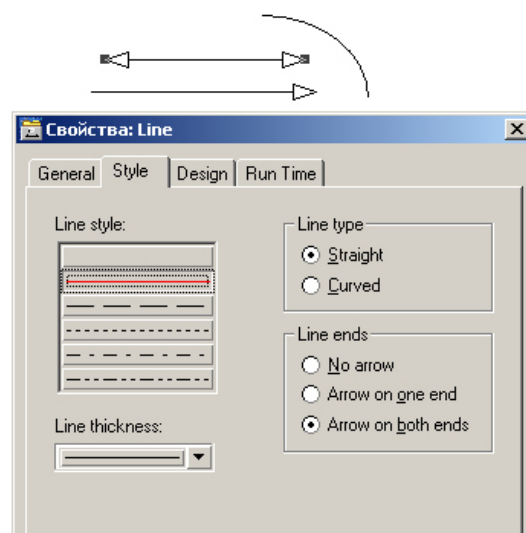 Свойства: Line
General Style Design Run Time
Line style:
Line type
Straight
Curved
Line ends
No arrow
Arrow on one end
Arrow on both ends
Line thickness: